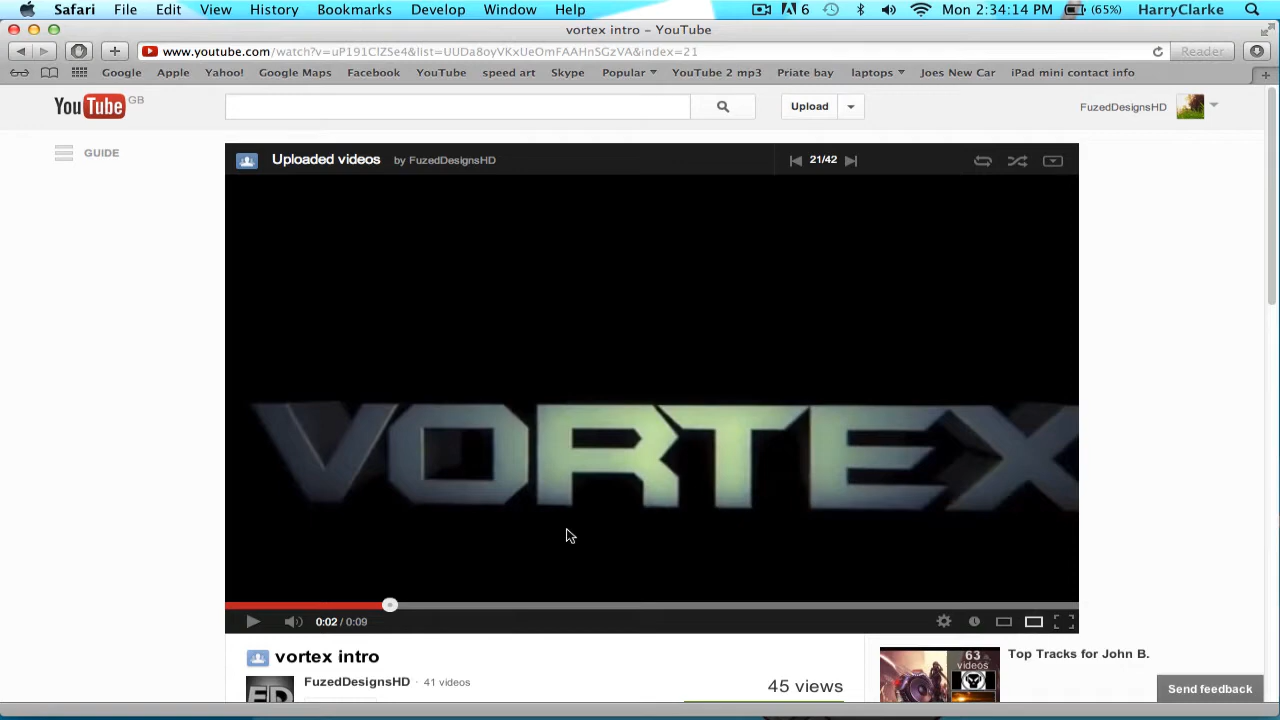 Safari File Edit View History Bookmarks Develop Window Help 6 Mon 2:34:14 PM (65%) HarryClarke
vortex intro – YouTube
www.youtube.com/watch?v=uP191ClZSe4&list=UUDa8oyVKxUeOmFAAHnSGzVA&index=21 Reader
Google Apple Yahoo! Google Maps Facebook YouTube speed art Skype Popular YouTube 2 mp3 Priate bay laptops Joes New Car iPad mini contact info
YouTube GB Upload FuzedDesignsHD
GUIDE
Uploaded videos by FuzedDesignsHD 21/42
VORTEX
0:02 / 0:09
vortex intro
FuzedDesignsHD · 41 videos
45 views
63 videos
Top Tracks for John B.
Send feedback